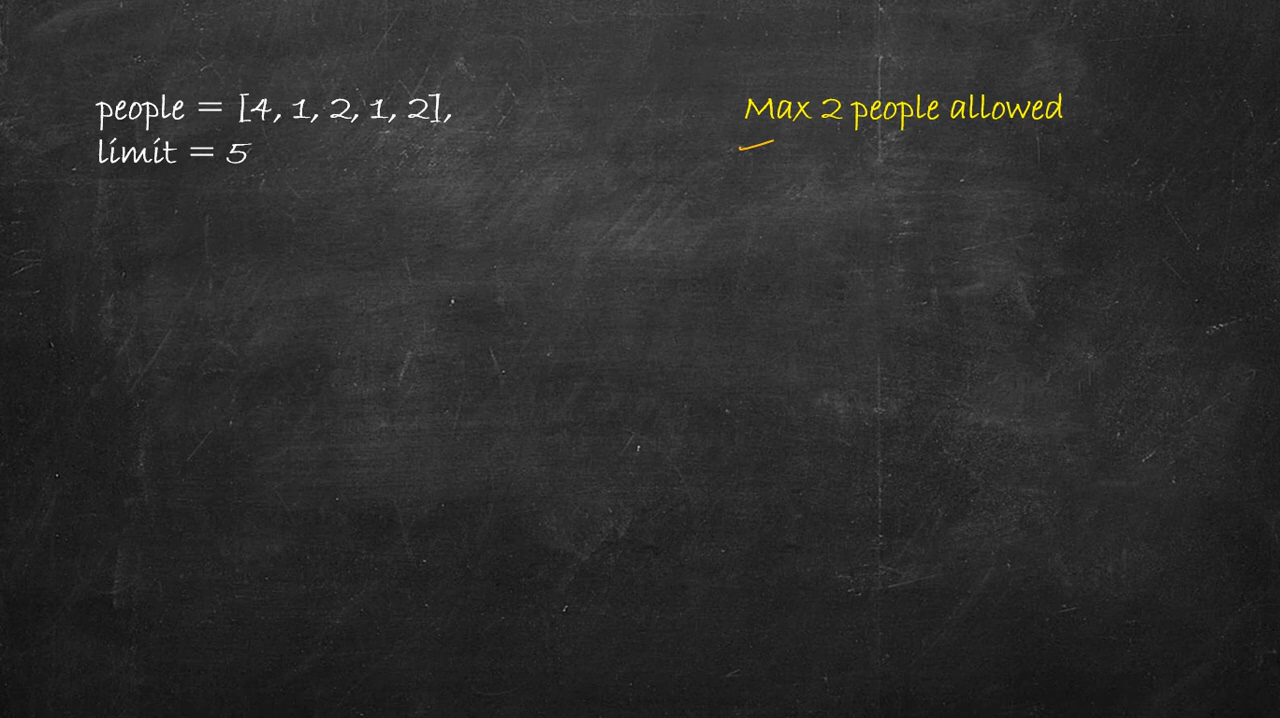 people = [4, 1, 2, 1, 2],
limit = 5
Max 2 people allowed